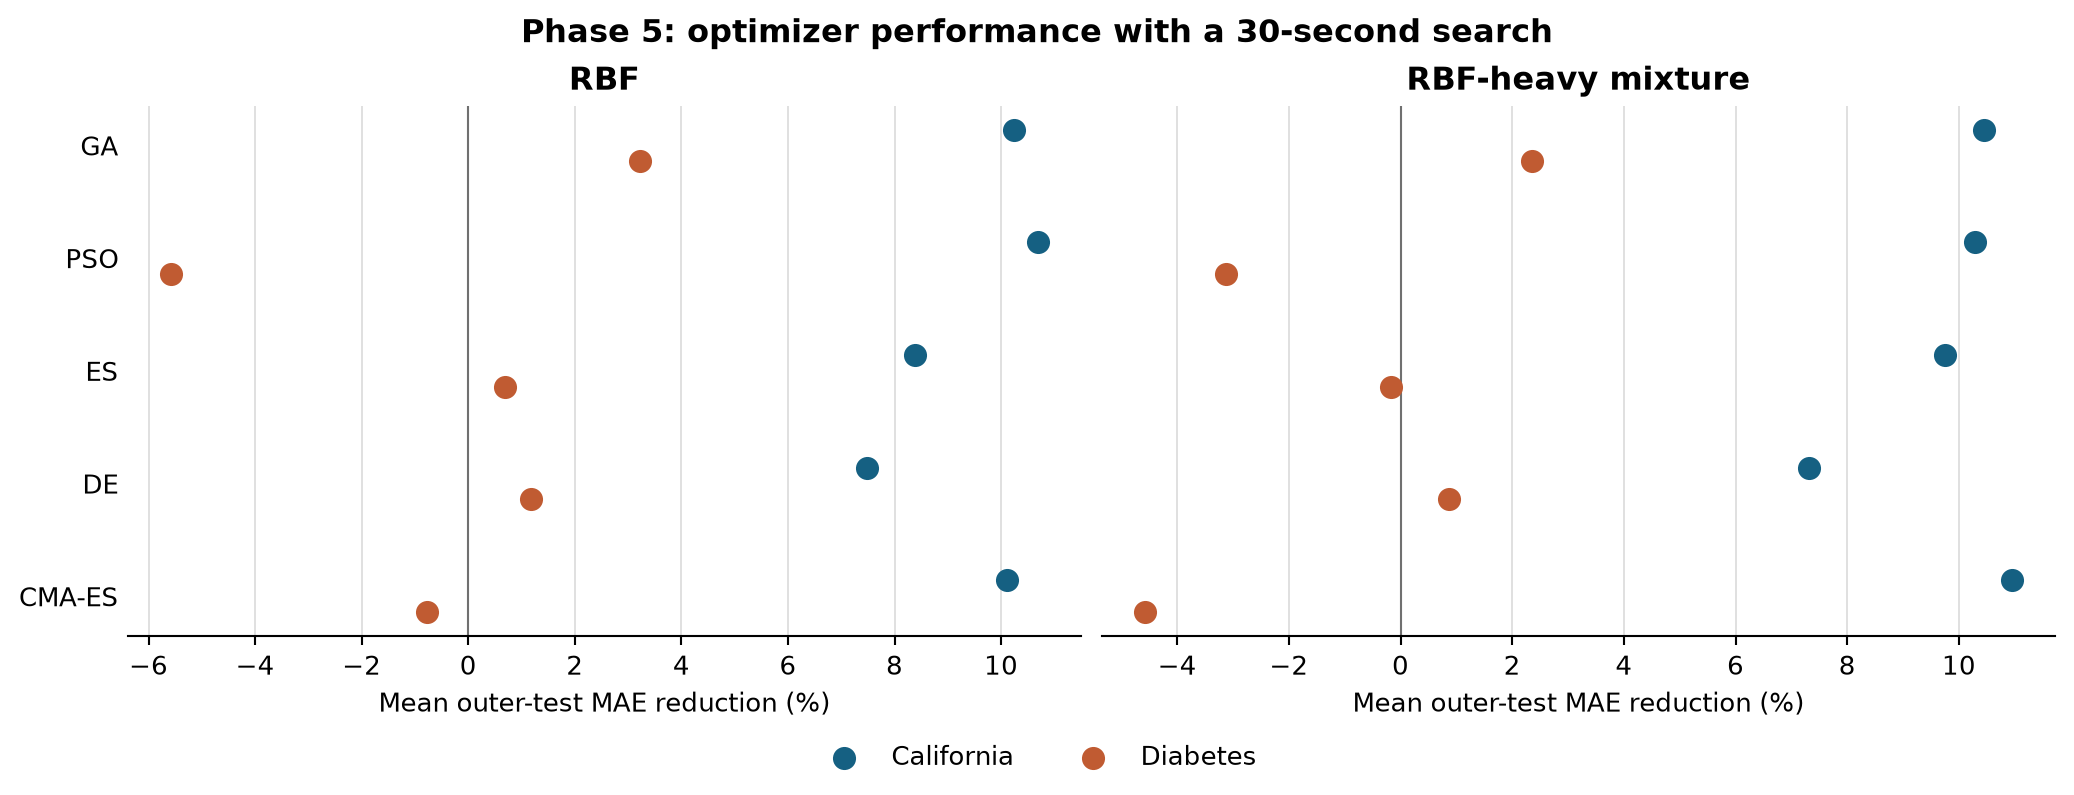 Phase 5: optimizer performance with a 30-second search
RBF
RBF-heavy mixture
GA
PSO
ES
DE
CMA-ES
−6 −4 −2 0 2 4 6 8 10
−4 −2 0 2 4 6 8 10
Mean outer-test MAE reduction (%)
Mean outer-test MAE reduction (%)
California
Diabetes